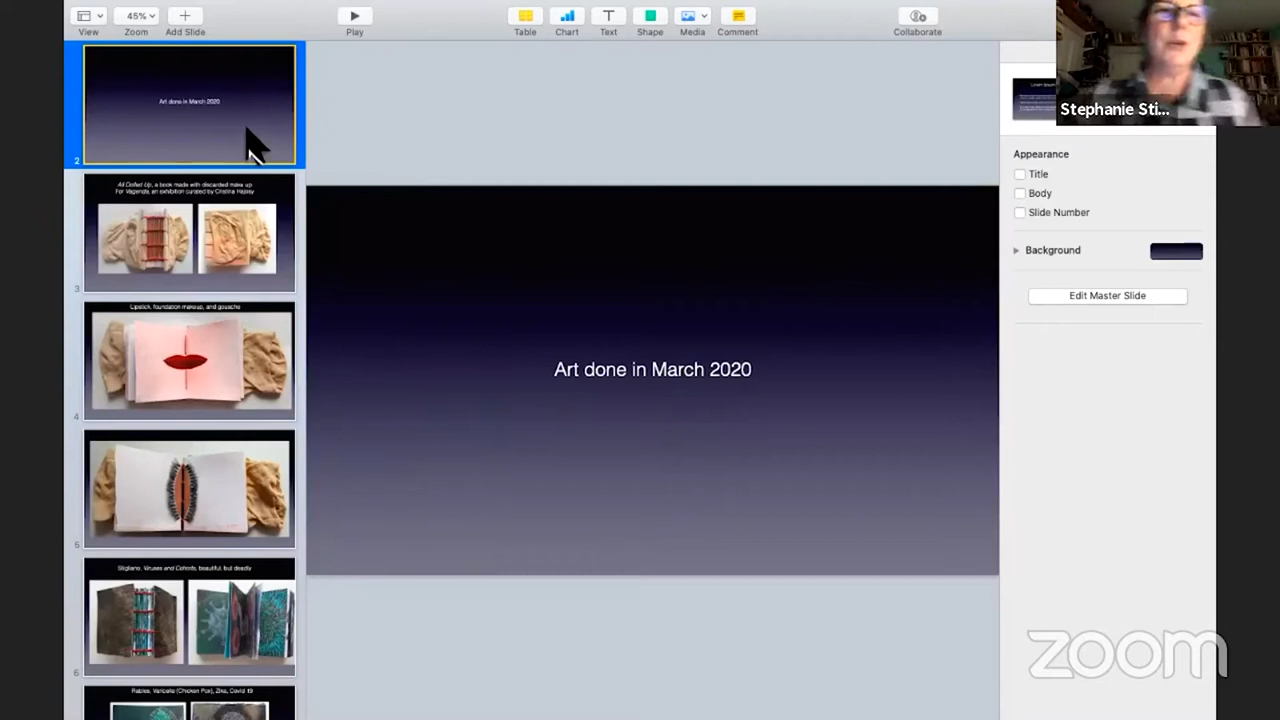 View
45%
Zoom
Add Slide
Play
Table
Chart
Text
Shape
Media
Comment
Collaborate
Stephanie Sti...
Art done in March 2020
2
All Dolled Up, a book made with discarded make up
For Vagenda, an exhibition curated by Cristina
3
Lipstick, foundation makeup, and gouache
4
5
Stigliano, Viruses and Cohorts, beautiful, but deadly
6
Rabies, Varicella (Chicken Pox), Zika, Covid 19
Art done in March 2020
Appearance
Title
Body
Slide Number
Background
Edit Master Slide
zoom